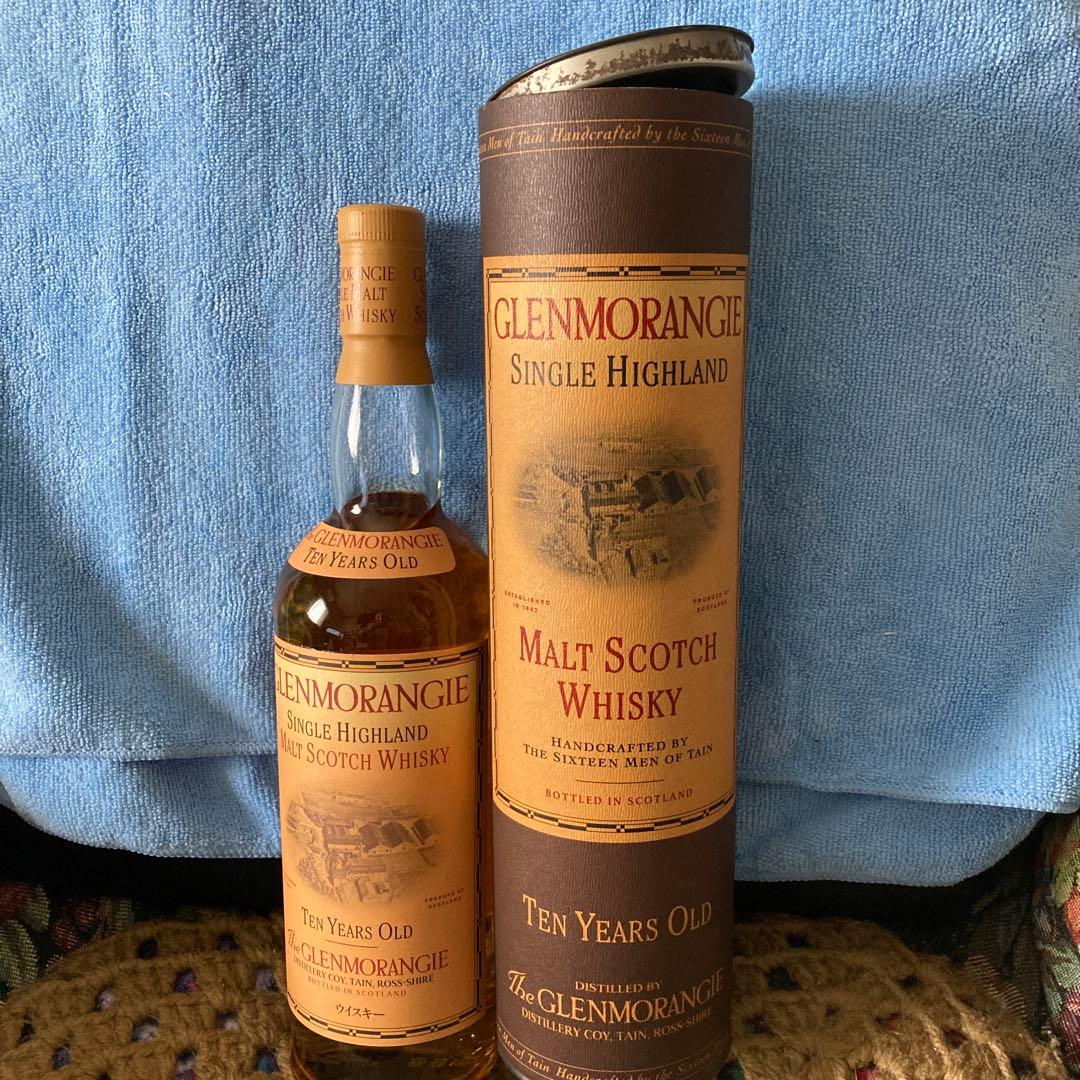 MORANGIE
LE MALT
WHISKY
The GLENMORANGIE
TEN YEARS OLD
GLENMORANGIE
SINGLE HIGHLAND
MALT SCOTCH WHISKY
PRODUCE OF
SCOTLAND
TEN YEARS OLD
The GLENMORANGIE
DISTILLERY COY, TAIN, ROSS-SHIRE
BOTTLED IN SCOTLAND
ウイスキー
Men of Tain Handcrafted by the Sixteen Men
GLENMORANGIE
SINGLE HIGHLAND
ESTABLISHED
IN 1843
PRODUCE OF
SCOTLAND
MALT SCOTCH
WHISKY
HANDCRAFTED BY
THE SIXTEEN MEN OF TAIN
BOTTLED IN SCOTLAND
TEN YEARS OLD
DISTILLED BY
The GLENMORANGIE
DISTILLERY COY, TAIN, ROSS-SHIRE
Men of Tain Handcrafted by the Sixteen